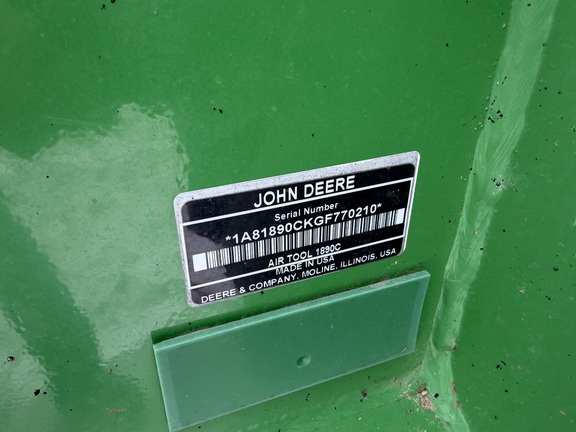 JOHN DEERE
Serial Number
*1A81890CKGF770210*
AIR TOOL 1890C
MADE IN USA
DEERE & COMPANY, MOLINE, ILLINOIS, USA